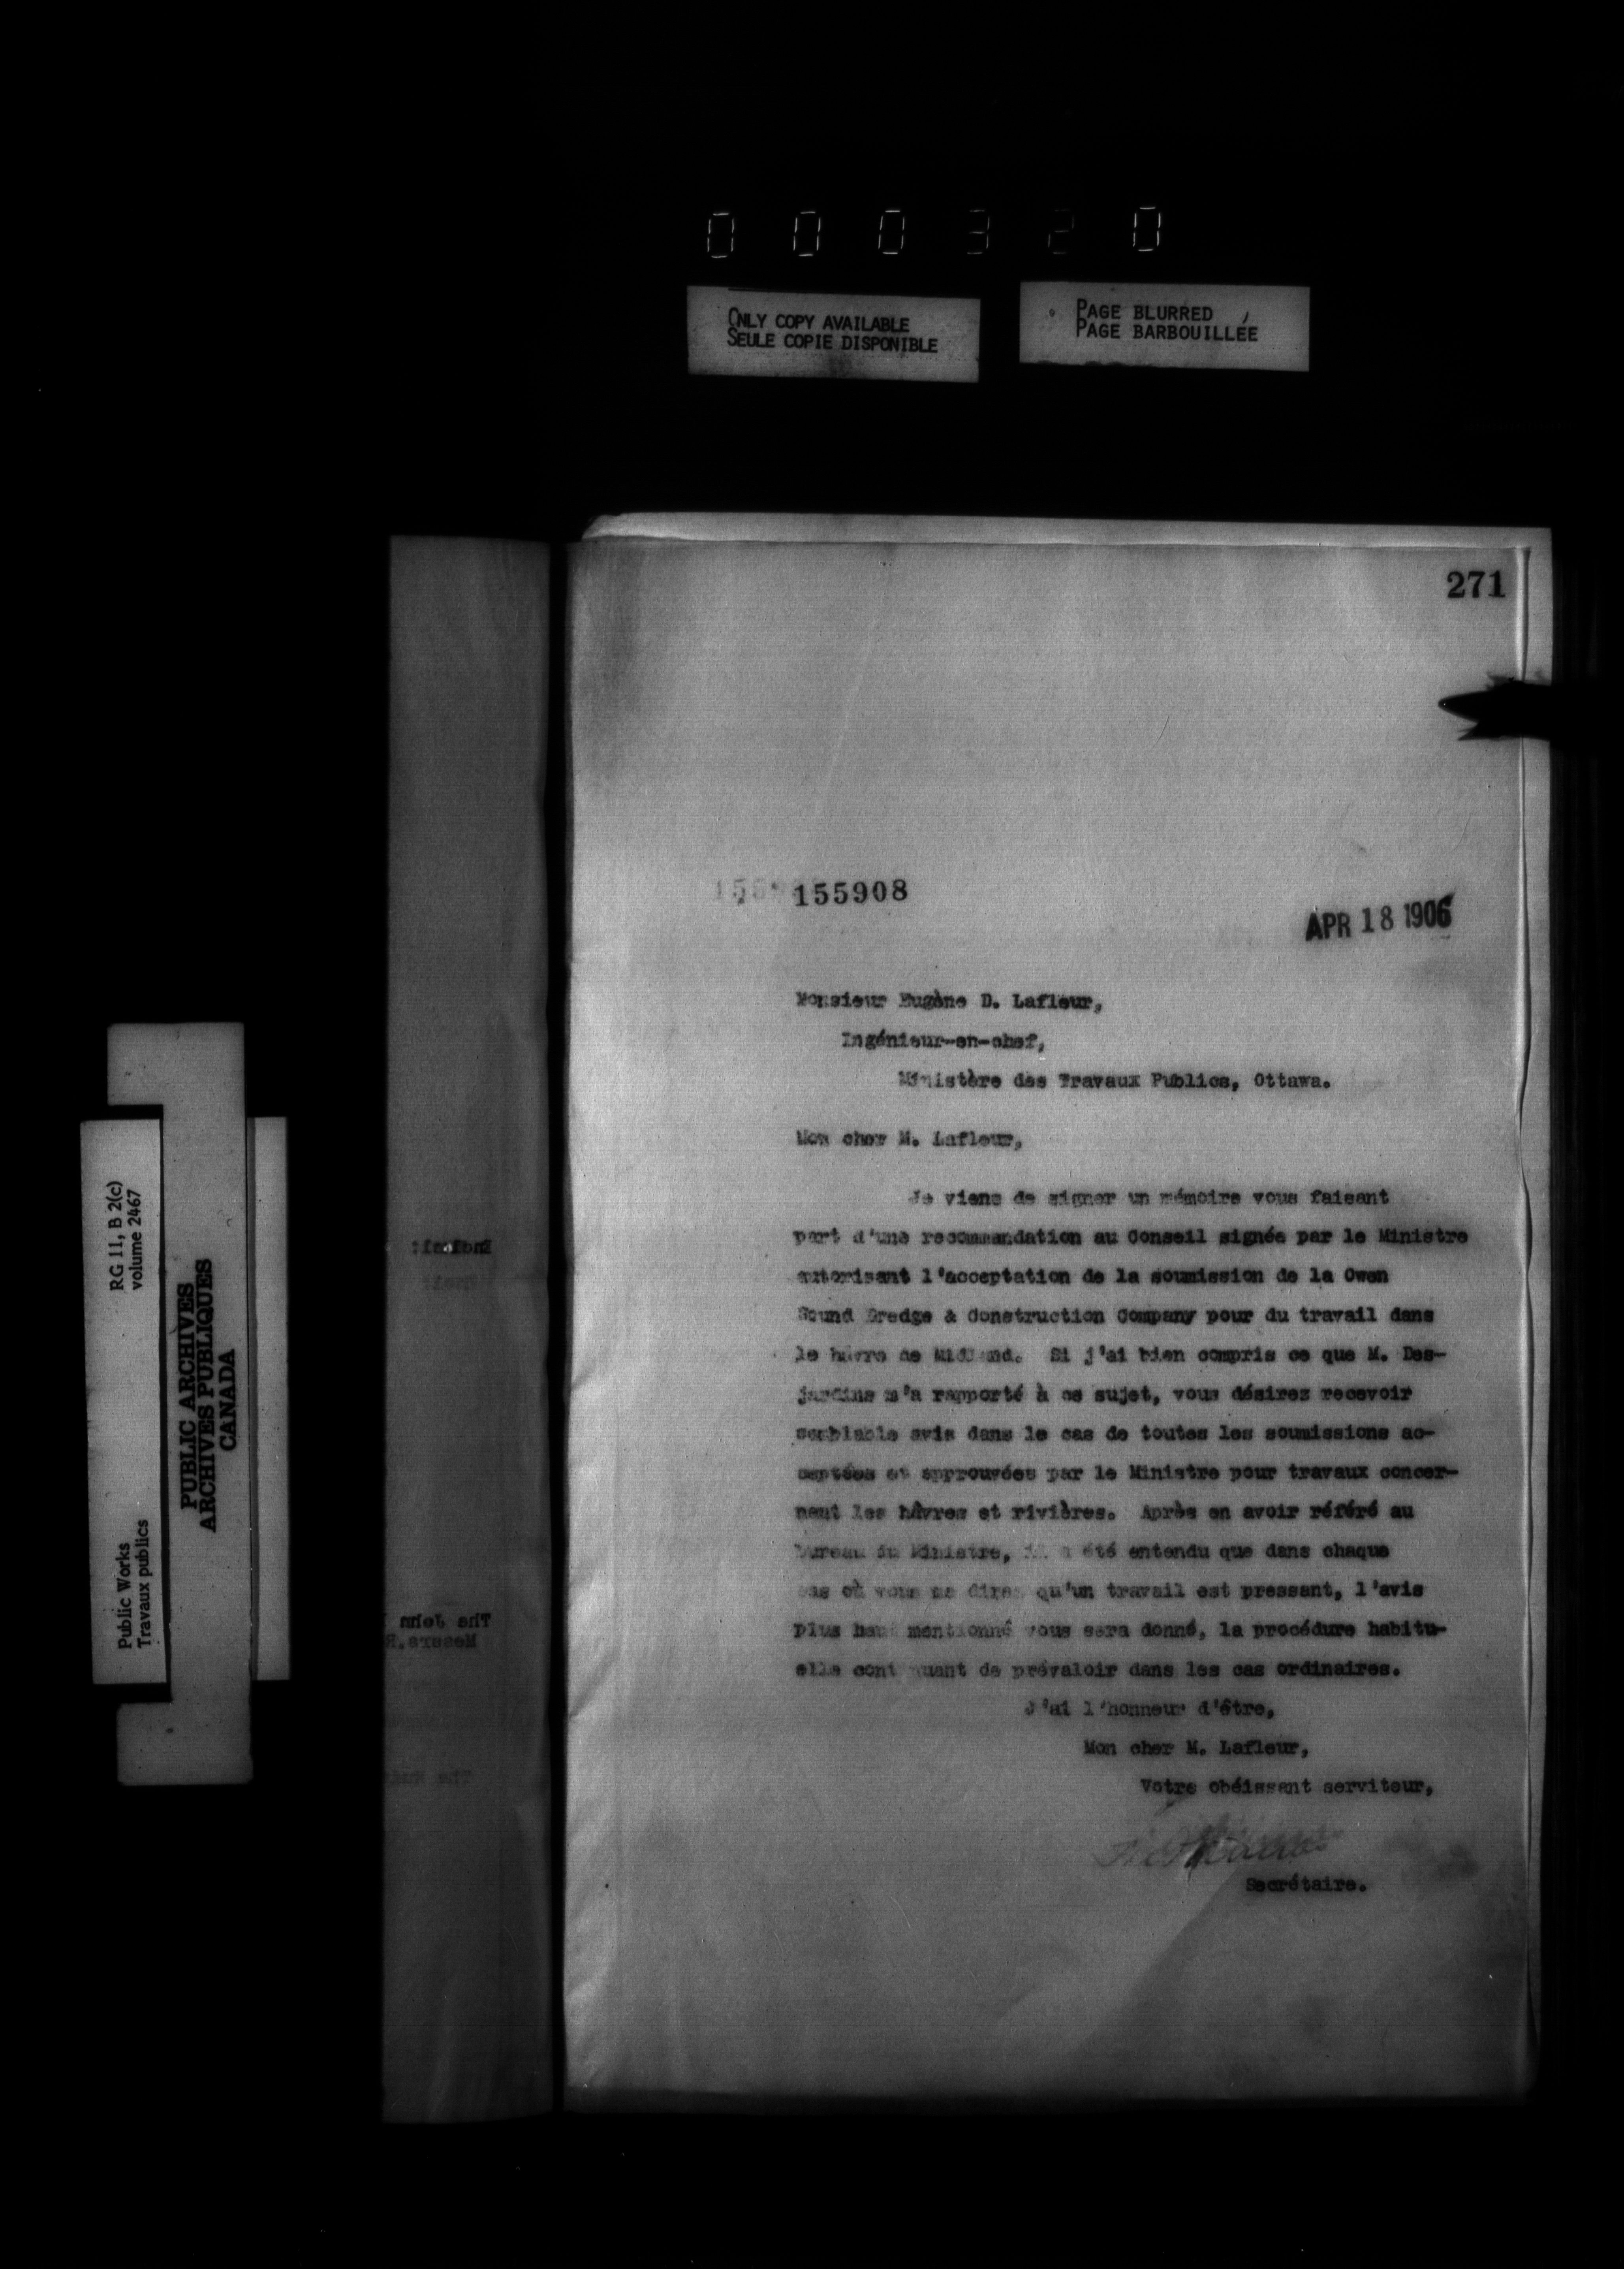 0 0 0 3 2 0
ONLY COPY AVAILABLE
SEULE COPIE DISPONIBLE
PAGE BLURRED
PAGE BARBOUILLÉE
271
155908
APR 18 1906
Monsieur Eugène D. Lafleur,
Ingénieur-en-chef,
Ministère des Travaux Publics, Ottawa.
Mon cher M. Lafleur,
Je viens de signer un mémoire vous faisant
part d'une recommandation au Conseil signée par le Ministre
autorisant l'acceptation de la soumission de la Owen
Sound Dredge & Construction Company pour du travail dans
le hâvre de Midland. Si j'ai bien compris ce que M. Des-
jardins m'a rapporté à ce sujet, vous désirez recevoir
semblable avis dans le cas de toutes les soumissions ac-
ceptées et approuvées par le Ministre pour travaux concer-
nant les hâvres et rivières. Après en avoir référé au
bureau du Ministre, il a été entendu que dans chaque
cas où vous me direz qu'un travail est pressant, l'avis
plus haut mentionné vous sera donné, la procédure habitu-
elle continuant de prévaloir dans les cas ordinaires.
J'ai l'honneur d'être,
Mon cher M. Lafleur,
Votre obéissant serviteur,
Secrétaire.
RG 11, B 2(c)
volume 2467
PUBLIC ARCHIVES
ARCHIVES PUBLIQUES
CANADA
Public Works
Travaux publics
The John
Messrs.